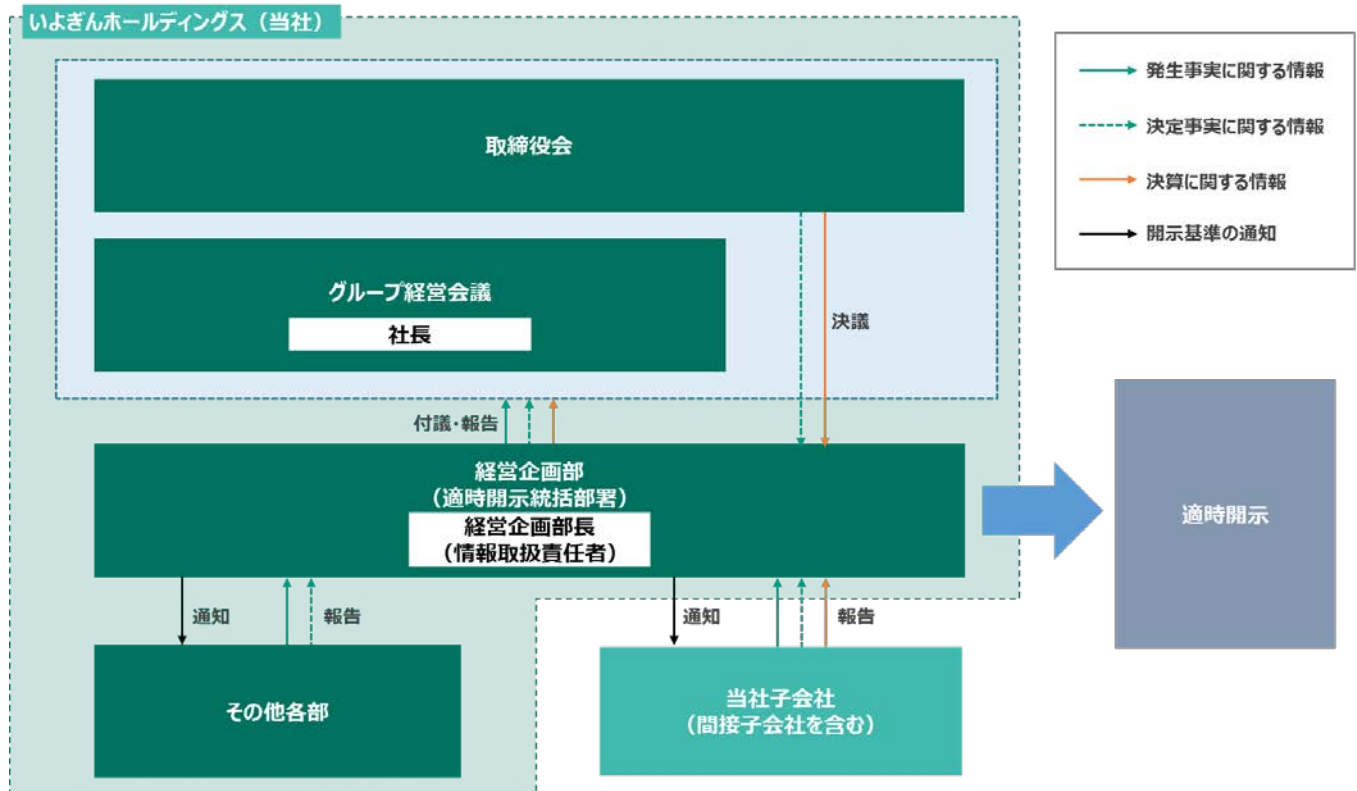 いよぎんホールディングス（当社）
取締役会
グループ経営会議
社長
決議
付議・報告
経営企画部
（適時開示統括部署）
経営企画部長
（情報取扱責任者）
通知
報告
通知
報告
その他各部
当社子会社
（間接子会社を含む）
発生事実に関する情報
決定事実に関する情報
決算に関する情報
開示基準の通知
適時開示